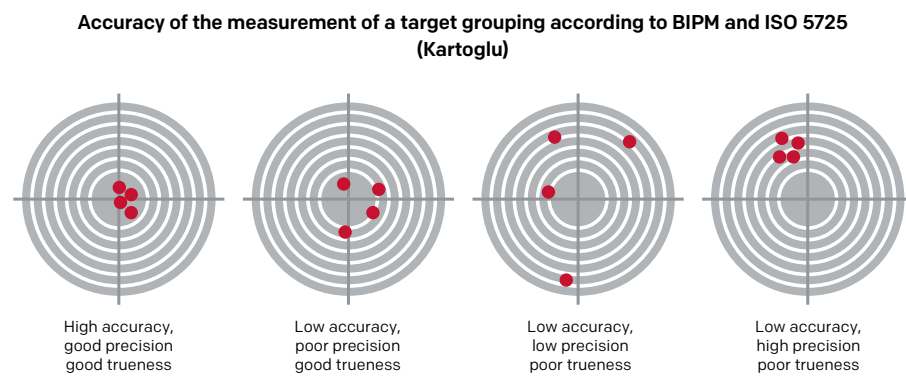 Accuracy of the measurement of a target grouping according to BIPM and ISO 5725
(Kartoglu)
High accuracy,
good precision
good trueness
Low accuracy,
poor precision
good trueness
Low accuracy,
low precision
poor trueness
Low accuracy,
high precision
poor trueness